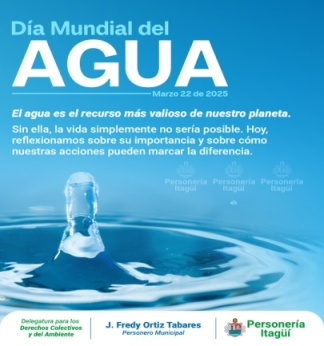 Día Mundial del
AGUA
Marzo 22 de 2025
El agua es el recurso más valioso de nuestro planeta.
Sin ella, la vida simplemente no sería posible. Hoy,
reflexionamos sobre su importancia y sobre cómo
nuestras acciones pueden marcar la diferencia.
Personería Personería Personería
Itagüí Itagüí Itagüí
Delegatura para los
Derechos Colectivos
y del Ambiente
J. Fredy Ortiz Tabares
Personero Municipal
Personería
Itagüí